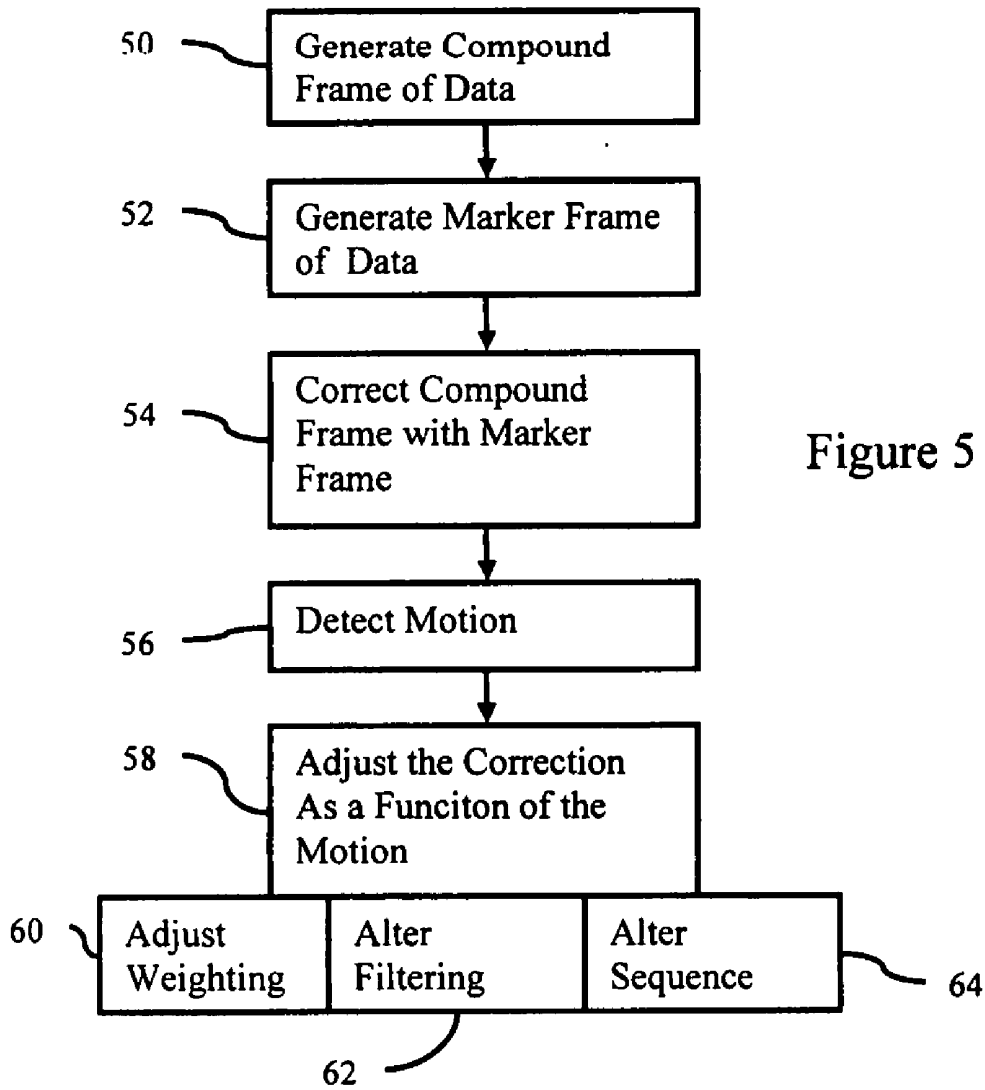 50
Generate Compound
Frame of Data
52
Generate Marker Frame
of Data
54
Correct Compound
Frame with Marker
Frame
Figure 5
56
Detect Motion
58
Adjust the Correction
As a Funciton of the
Motion
60
Adjust
Weighting
Alter
Filtering
Alter
Sequence
64
62